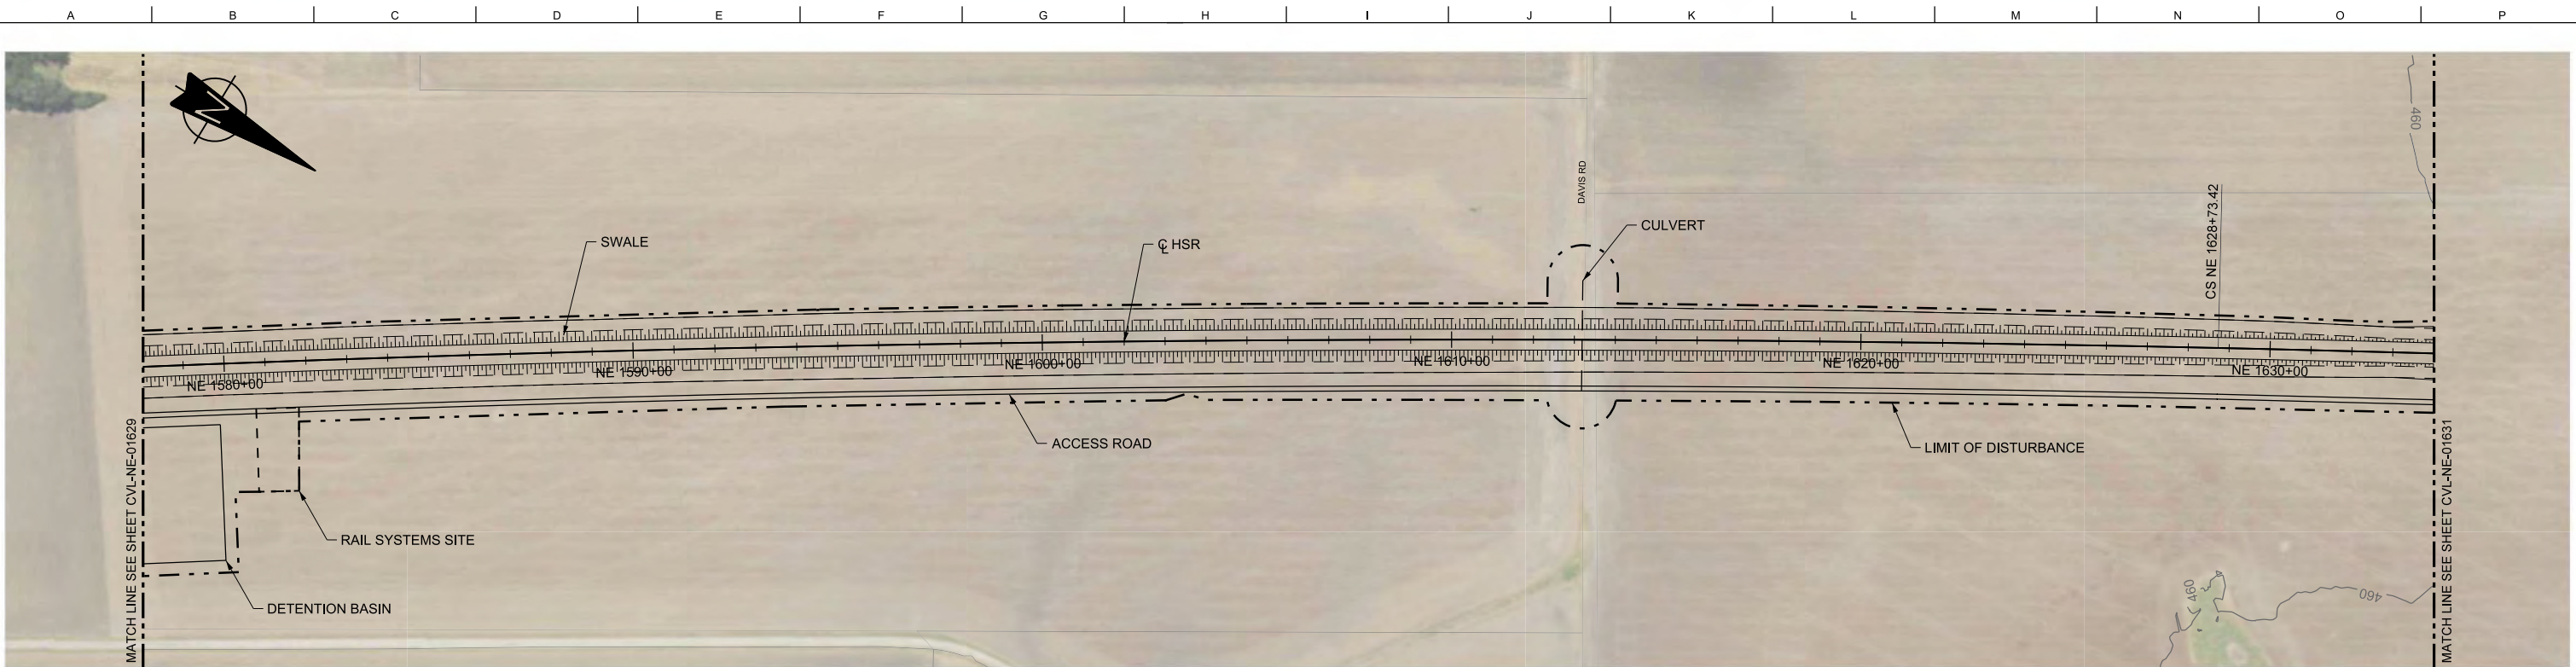 A B C D E F G H I J K L M N O P
N
460
DAVIS RD
CS NE 1628+73.42
CULVERT
SWALE
℄ HSR
NE 1580+00
NE 1590+00
NE 1600+00
NE 1610+00
NE 1620+00
NE 1630+00
ACCESS ROAD
LIMIT OF DISTURBANCE
RAIL SYSTEMS SITE
DETENTION BASIN
MATCH LINE SEE SHEET CVL-NE-01629
MATCH LINE SEE SHEET CVL-NE-01631
460
460